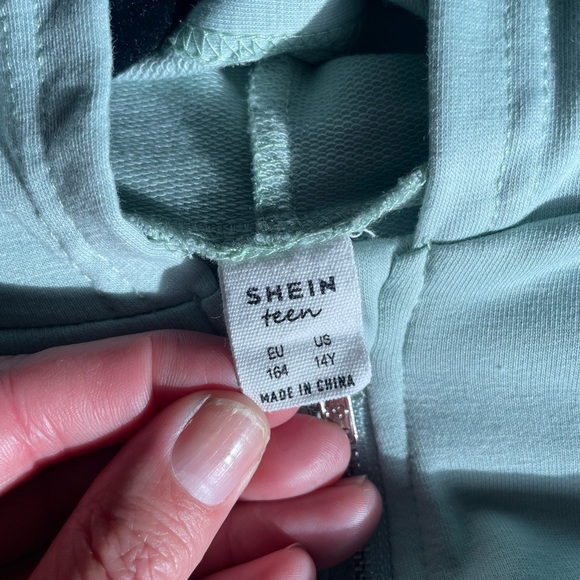 SHEIN
teen
EU US
164 14Y
MADE IN CHINA